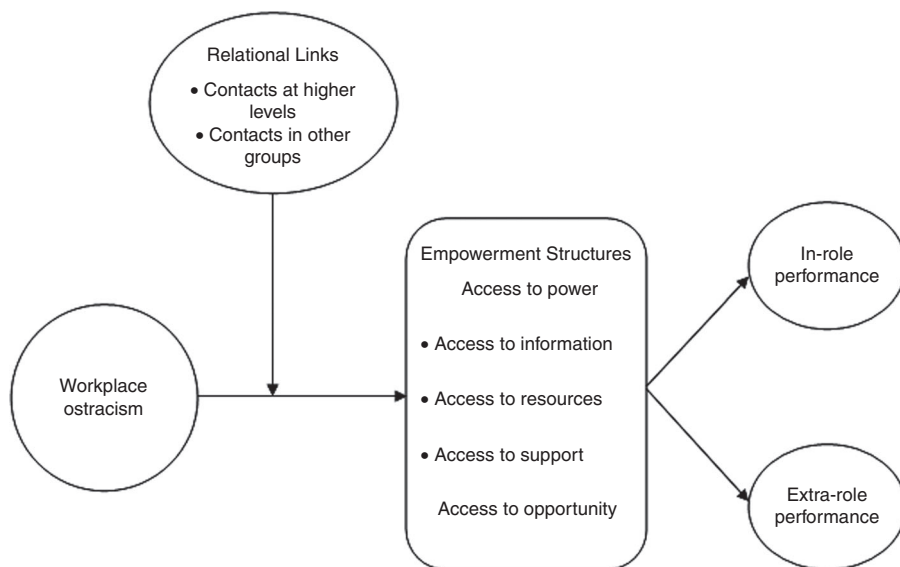 Relational Links
• Contacts at higher
levels
• Contacts in other
groups
Empowerment Structures
Access to power
• Access to information
• Access to resources
• Access to support
Access to opportunity
Workplace
ostracism
In-role
performance
Extra-role
performance